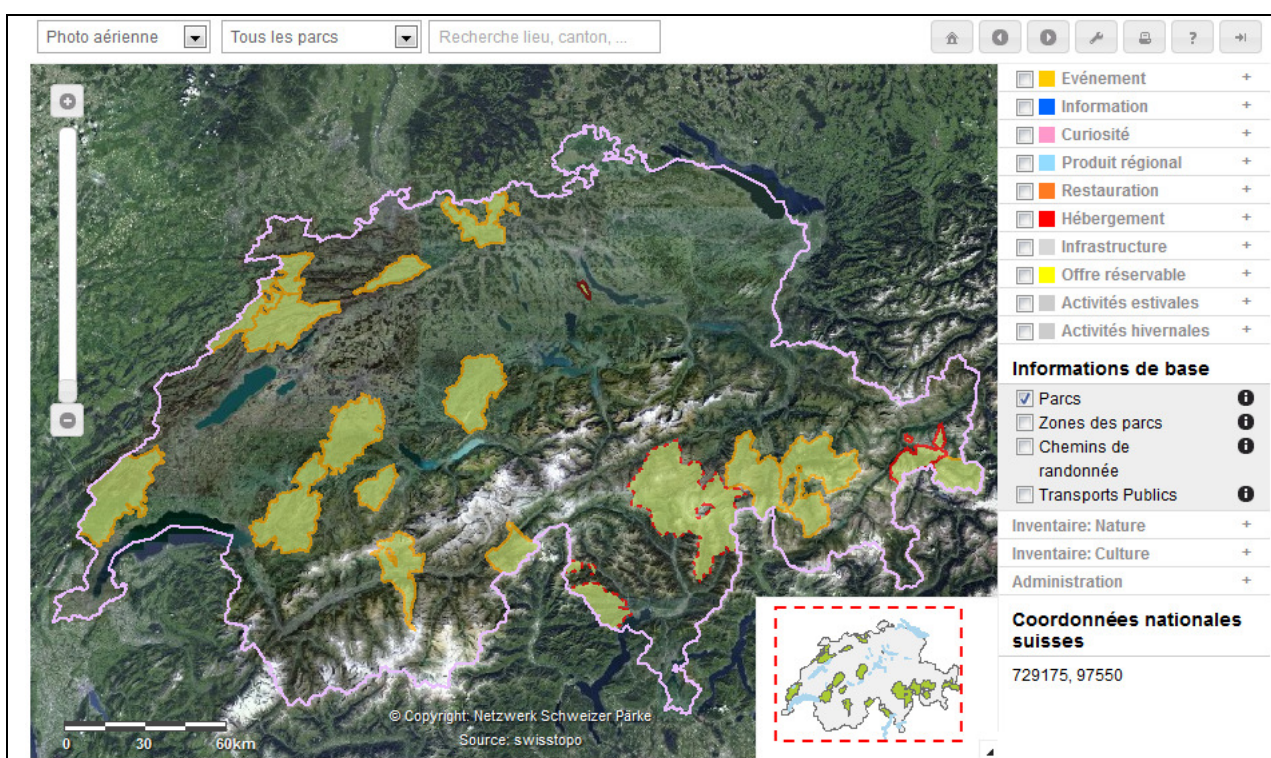 Photo aérienne
Tous les parcs
Recherche lieu, canton, ...
?
Evénement +
Information +
Curiosité +
Produit régional +
Restauration +
Hébergement +
Infrastructure +
Offre réservable +
Activités estivales +
Activités hivernales +
Informations de base
Parcs
Zones des parcs
Chemins de
randonnée
Transports Publics
Inventaire: Nature +
Inventaire: Culture +
Administration +
Coordonnées nationales
suisses
729175, 97550
© Copyright: Netzwerk Schweizer Pärke
Source: swisstopo
0 30 60km